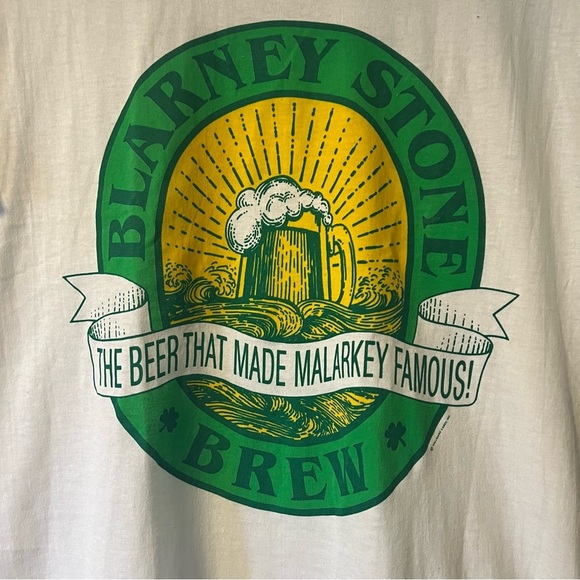 BLARNEY STONE
THE BEER THAT MADE MALARKEY FAMOUS!
BREW